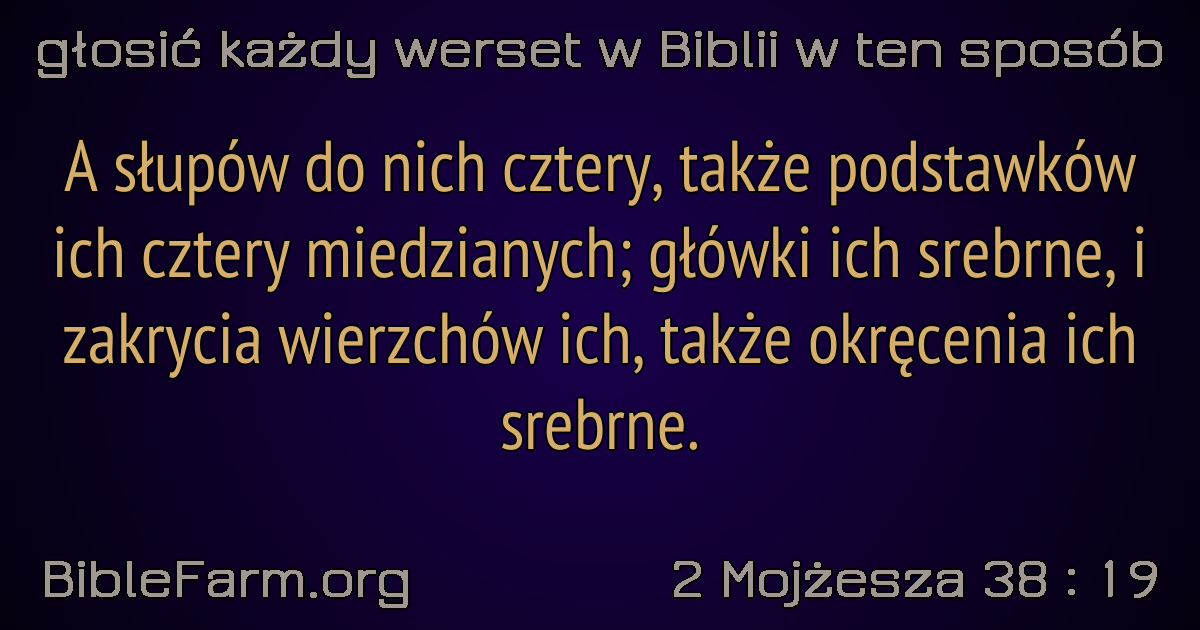 głosić każdy werset w Biblii w ten sposób
A słupów do nich cztery, także podstawków
ich cztery miedzianych; główki ich srebrne, i
zakrycia wierzchów ich, także okręcenia ich
srebrne.
BibleFarm.org
2 Mojżesza 38 : 19